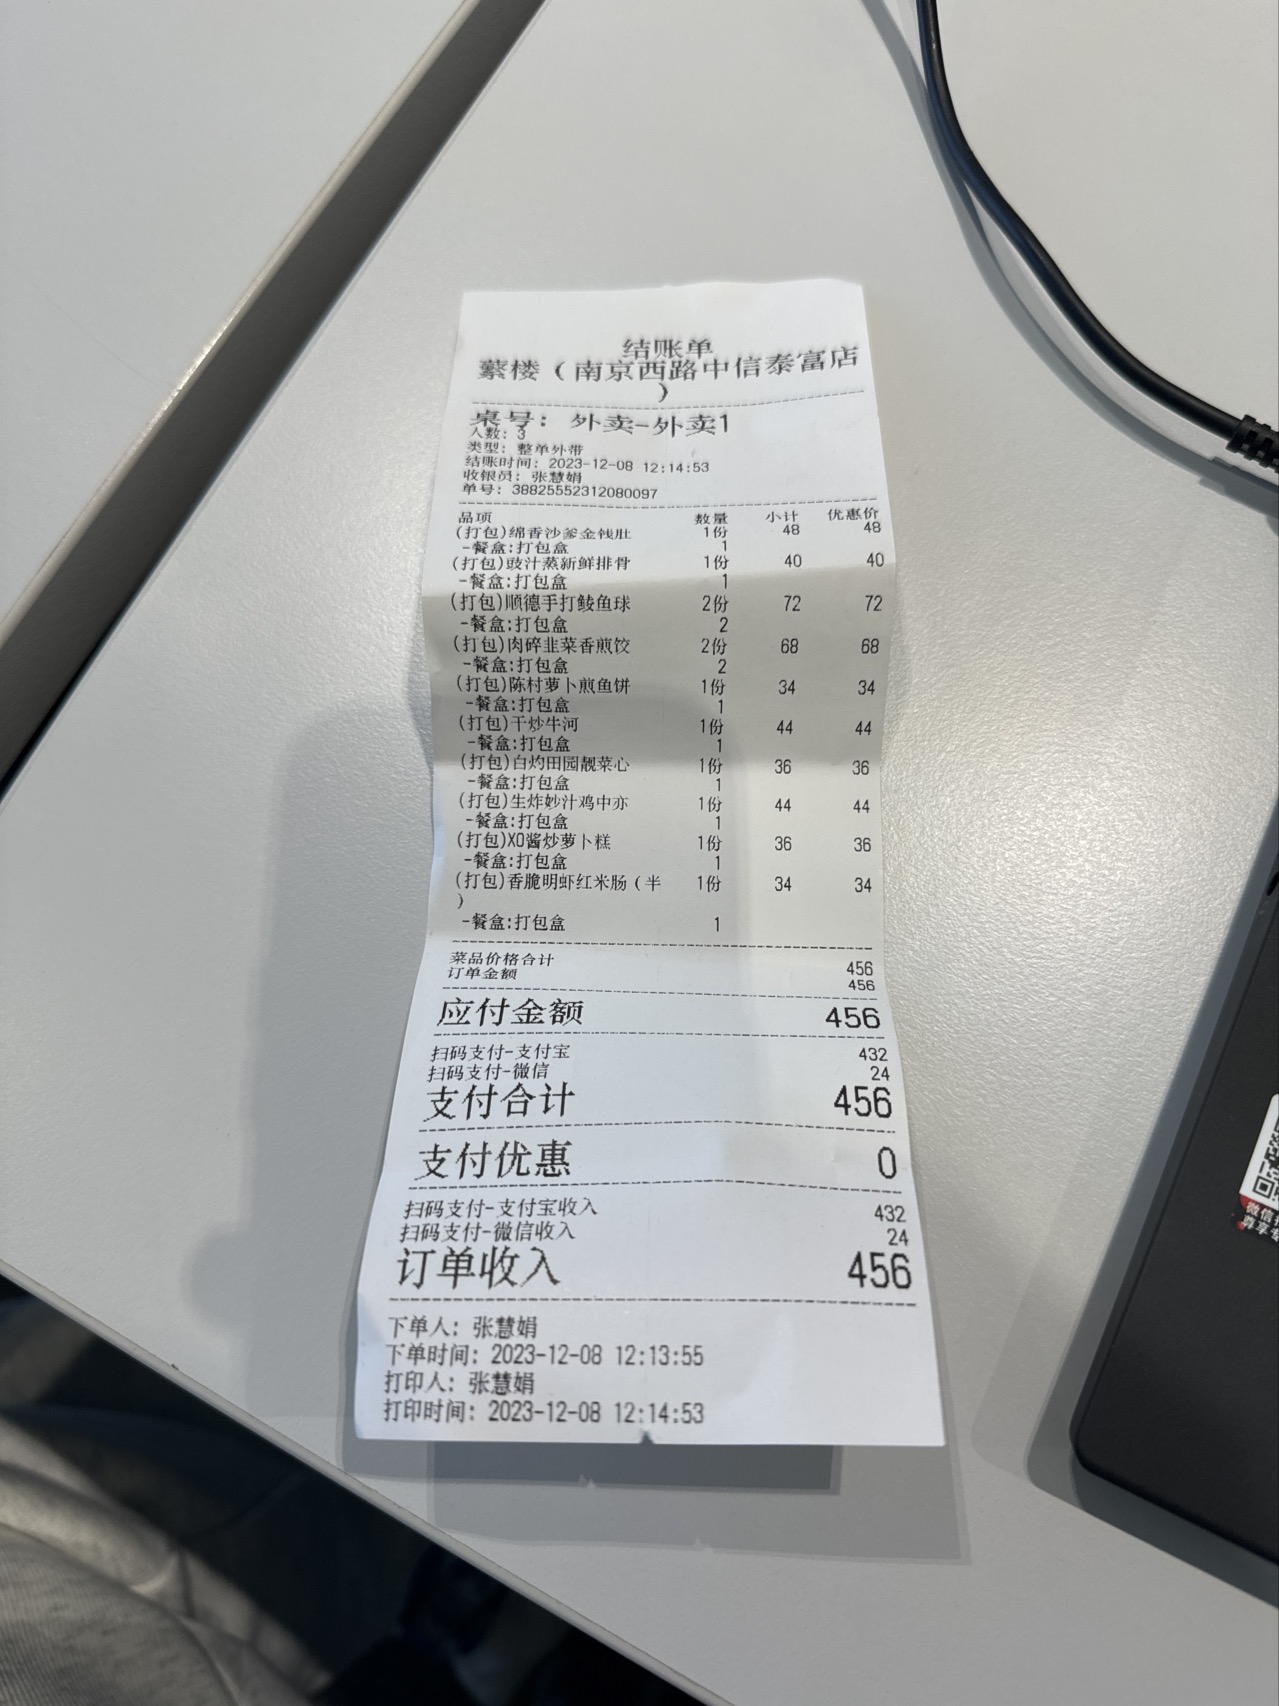 结账单
蘩楼（南京西路中信泰富店
）
桌号： 外卖-外卖1
人数: 3
类型: 整单外带
结账时间: 2023-12-08 12:14:53
收银员: 张慧娟
单号: 38825552312080097
品项 数量 小计 优惠价
(打包)绵香沙爹金钱肚 1份 48 48
-餐盒:打包盒 1
(打包)豉汁蒸新鲜排骨 1份 40 40
-餐盒:打包盒 1
(打包)顺德手打鲮鱼球 2份 72 72
-餐盒:打包盒 2
(打包)肉碎韭菜香煎饺 2份 68 68
-餐盒:打包盒 2
(打包)陈村萝卜煎鱼饼 1份 34 34
-餐盒:打包盒 1
(打包)干炒牛河 1份 44 44
-餐盒:打包盒 1
(打包)白灼田园靓菜心 1份 36 36
-餐盒:打包盒 1
(打包)生炸妙汁鸡中亦 1份 44 44
-餐盒:打包盒 1
(打包)XO酱炒萝卜糕 1份 36 36
-餐盒:打包盒 1
(打包)香脆明虾红米肠（半 1份 34 34
）
-餐盒:打包盒 1
菜品价格合计 456
订单金额 456
应付金额 456
扫码支付-支付宝 432
扫码支付-微信 24
支付合计 456
支付优惠 0
扫码支付-支付宝收入 432
扫码支付-微信收入 24
订单收入 456
下单人: 张慧娟
下单时间: 2023-12-08 12:13:55
打印人: 张慧娟
打印时间: 2023-12-08 12:14:53
微信
尊享